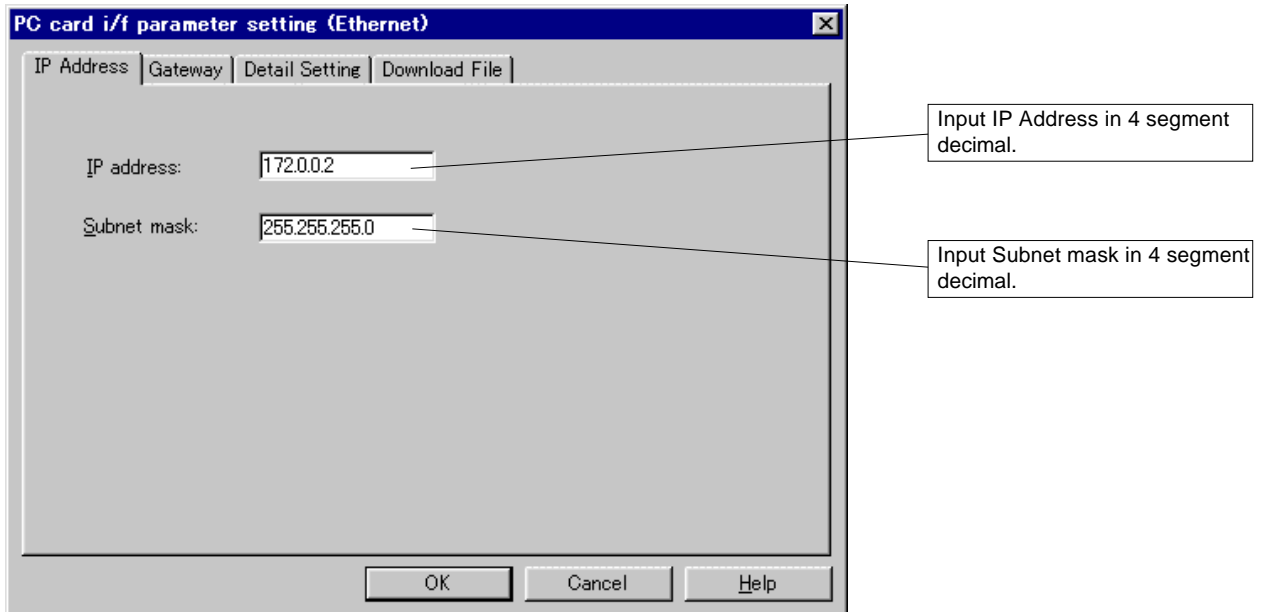 PC card i/f parameter setting (Ethernet)
IP Address Gateway Detail Setting Download File
IP address: 172.0.0.2
Input IP Address in 4 segment
decimal.
Subnet mask: 255.255.255.0
Input Subnet mask in 4 segment
decimal.
OK Cancel Help